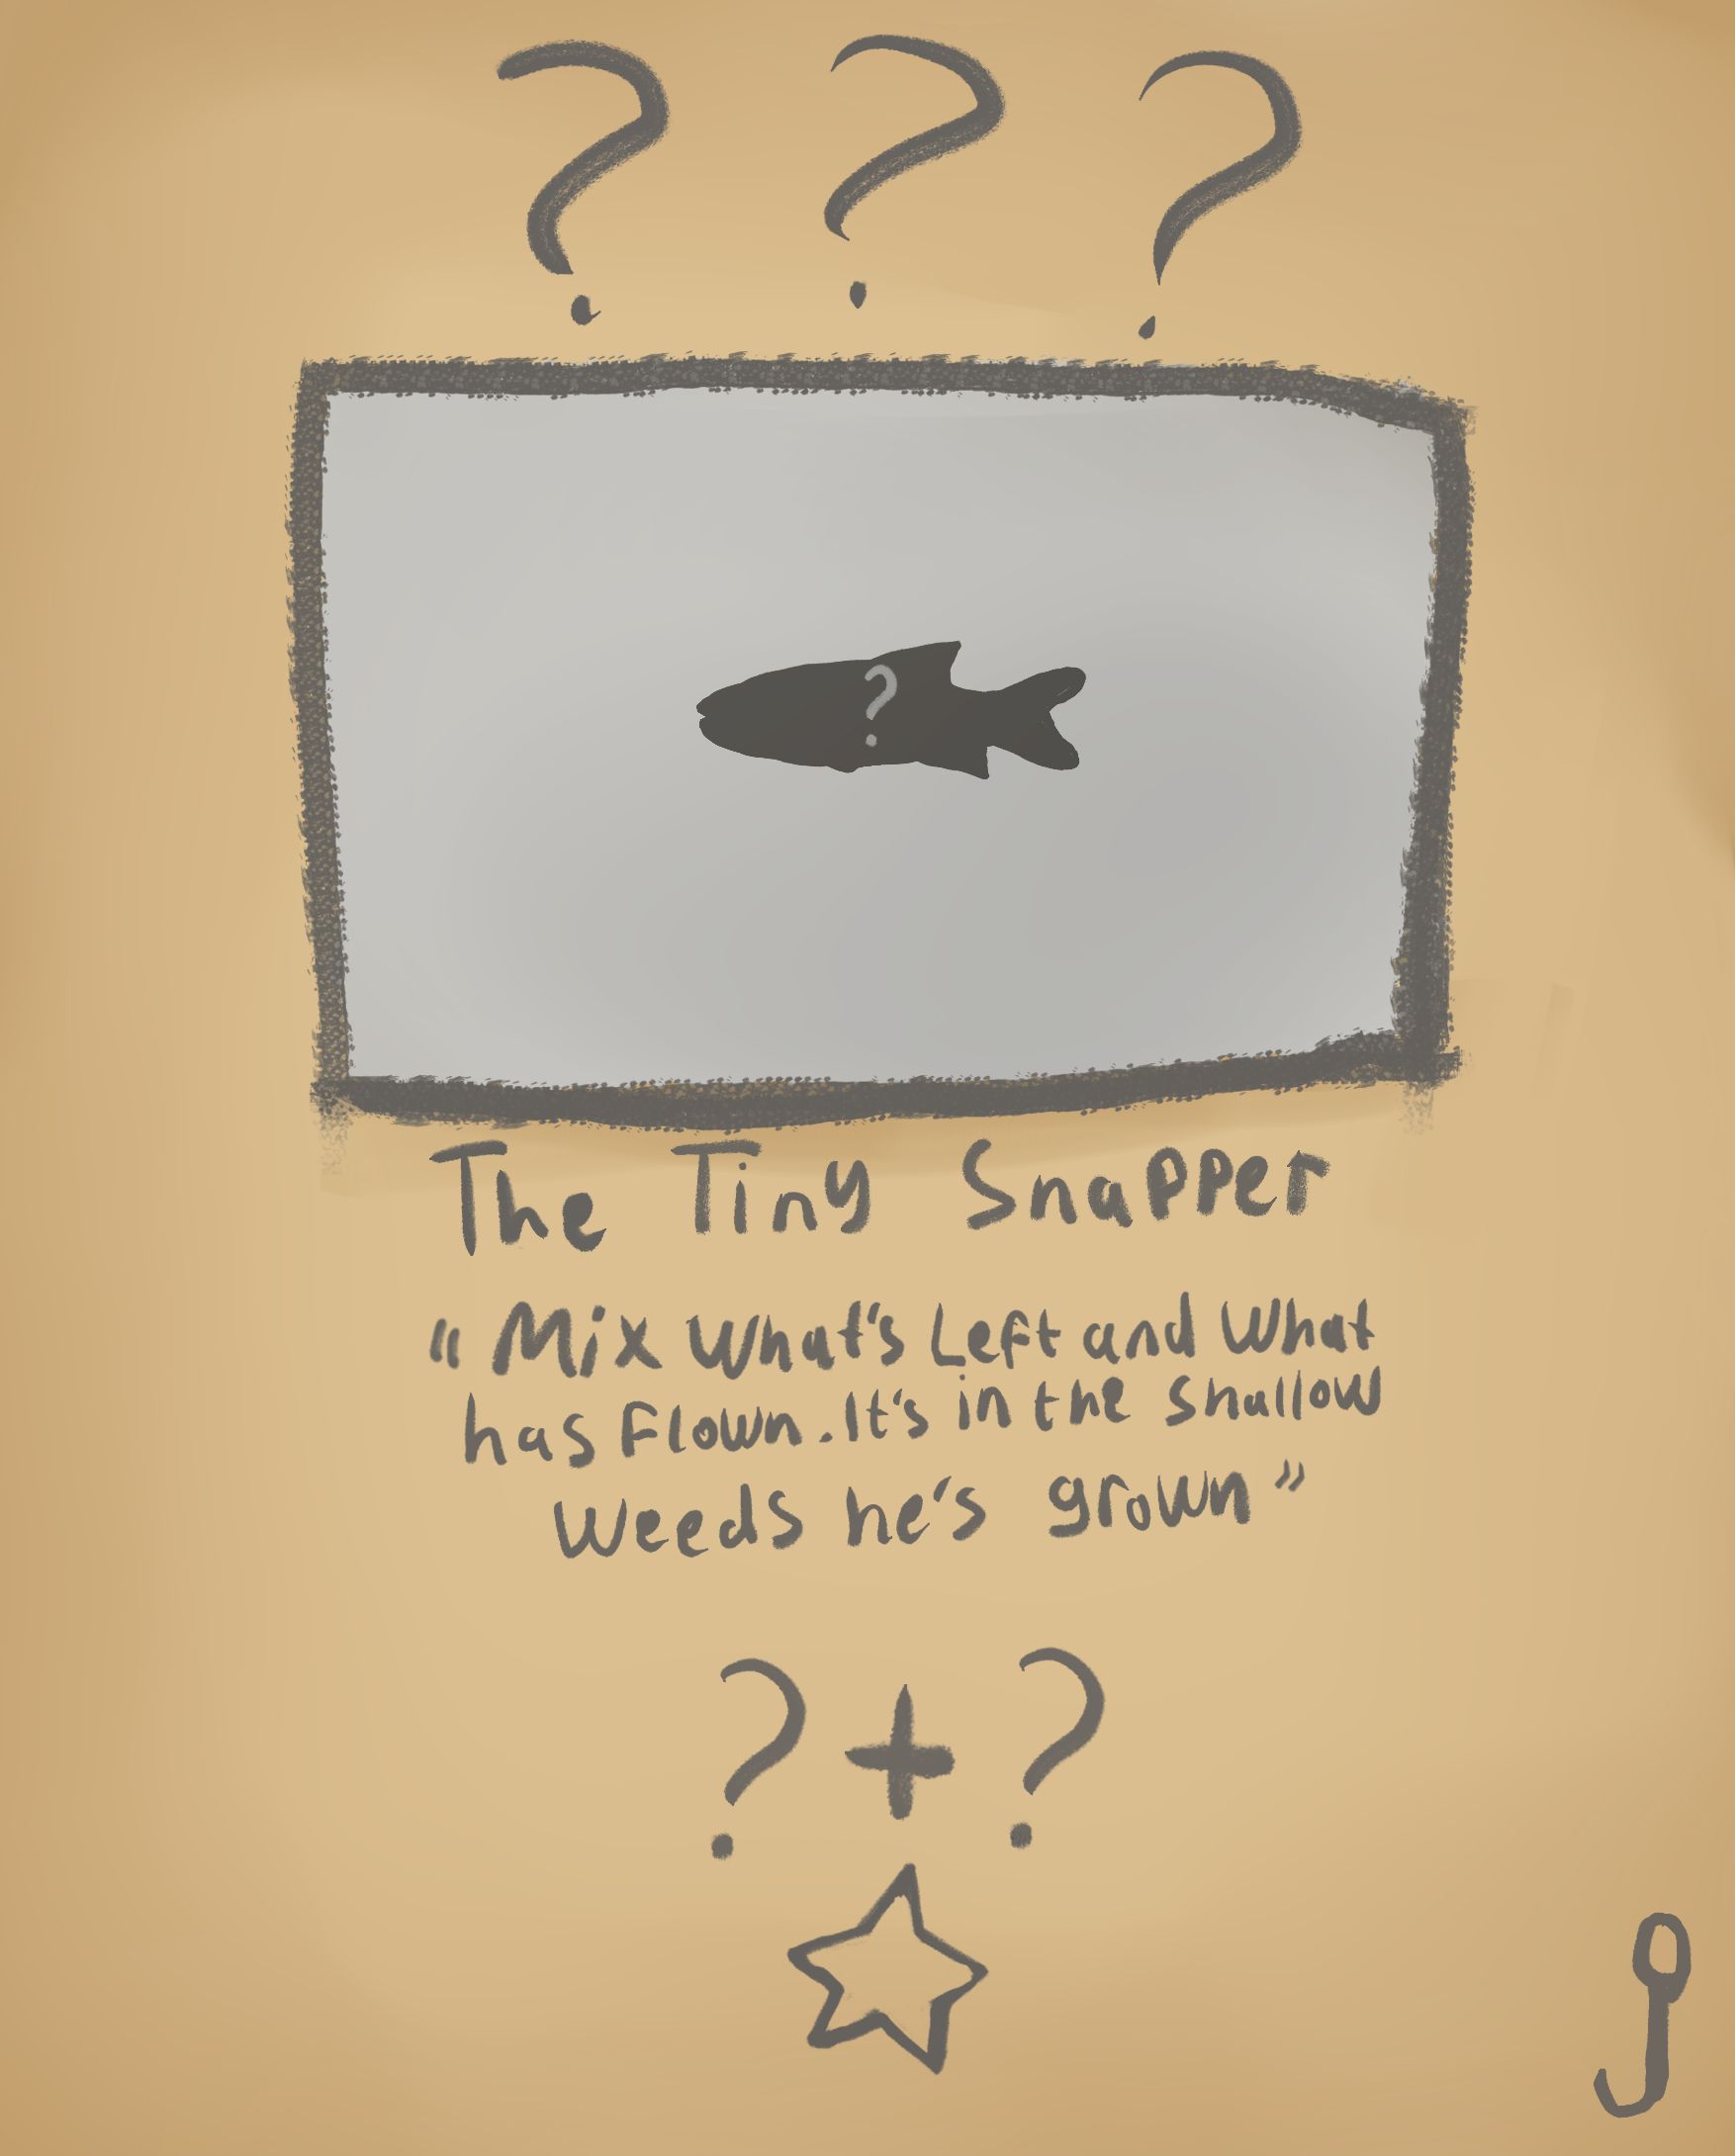 ? ? ?
?
The Tiny Snapper
"Mix What's Left and What
has Flown. It's in the shallow
Weeds he's grown"
? + ?